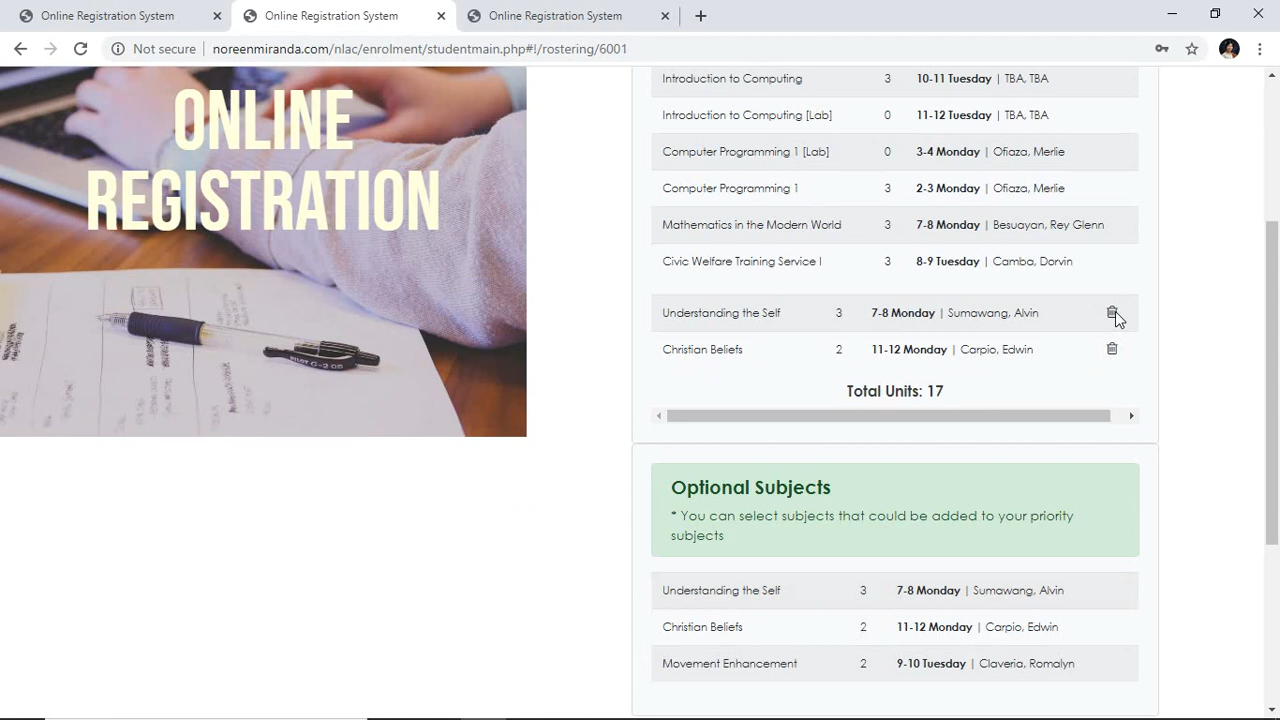 Online Registration System
Online Registration System
Online Registration System
Not secure | noreenmiranda.com/nlac/enrolment/studentmain.php#!/rostering/6001
ONLINE
REGISTRATION
Introduction to Computing 3 10-11 Tuesday | TBA, TBA
Introduction to Computing [Lab] 0 11-12 Tuesday | TBA, TBA
Computer Programming 1 [Lab] 0 3-4 Monday | Ofiaza, Merlie
Computer Programming 1 3 2-3 Monday | Ofiaza, Merlie
Mathematics in the Modern World 3 7-8 Monday | Besuayan, Rey Glenn
Civic Welfare Training Service I 3 8-9 Tuesday | Camba, Dorvin
Understanding the Self 3 7-8 Monday | Sumawang, Alvin
Christian Beliefs 2 11-12 Monday | Carpio, Edwin
Total Units: 17
Optional Subjects
* You can select subjects that could be added to your priority
subjects
Understanding the Self 3 7-8 Monday | Sumawang, Alvin
Christian Beliefs 2 11-12 Monday | Carpio, Edwin
Movement Enhancement 2 9-10 Tuesday | Claveria, Romalyn